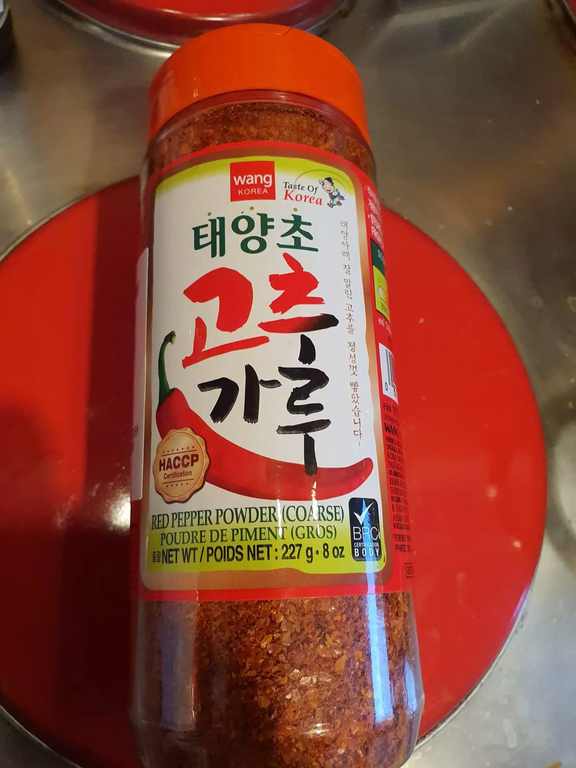 wang
KOREA
Taste Of
Korea
태양초
고추
가루
태양아래 잘 말린 고추를 정성껏 빻았습니다
HACCP
Certification
RED PEPPER POWDER (COARSE)
POUDRE DE PIMENT (GROS)
NET WT / POIDS NET : 227 g • 8 oz
BRC
CERTIFICATION
BODY